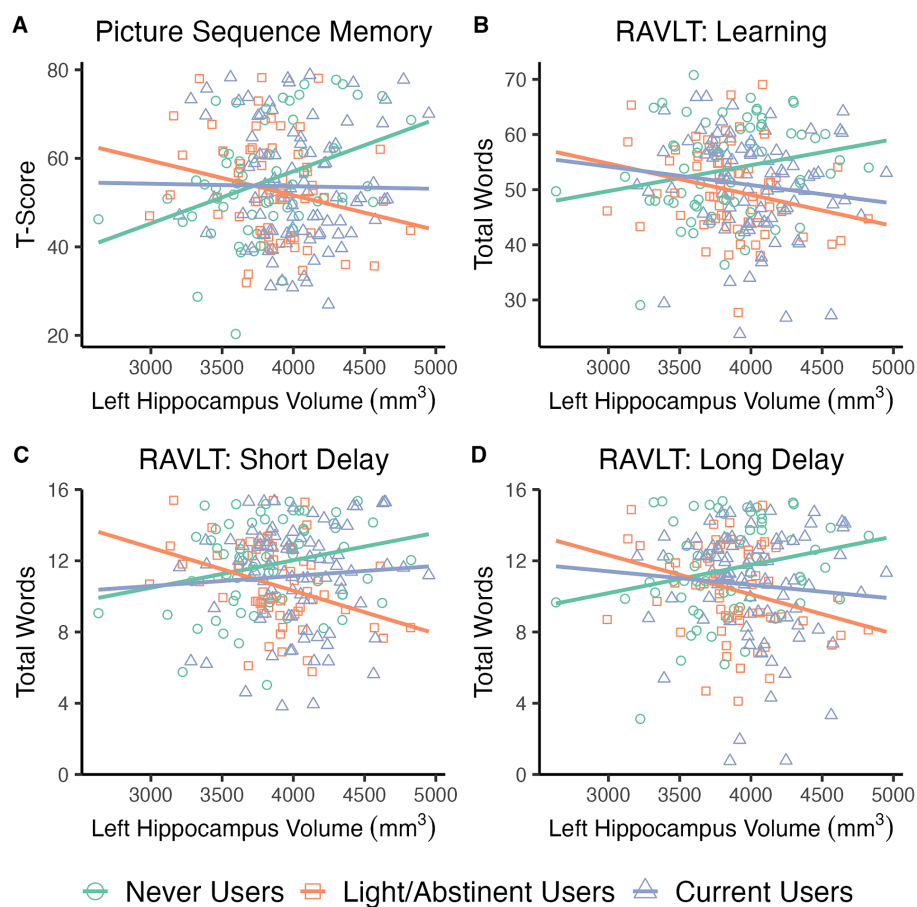 A Picture Sequence Memory
80
60
40
20
T-Score
3000 3500 4000 4500 5000
Left Hippocampus Volume (mm³)
B RAVLT: Learning
70
60
50
40
30
Total Words
3000 3500 4000 4500 5000
Left Hippocampus Volume (mm³)
C RAVLT: Short Delay
16
12
8
4
0
Total Words
3000 3500 4000 4500 5000
Left Hippocampus Volume (mm³)
D RAVLT: Long Delay
16
12
8
4
0
Total Words
3000 3500 4000 4500 5000
Left Hippocampus Volume (mm³)
Never Users Light/Abstinent Users Current Users